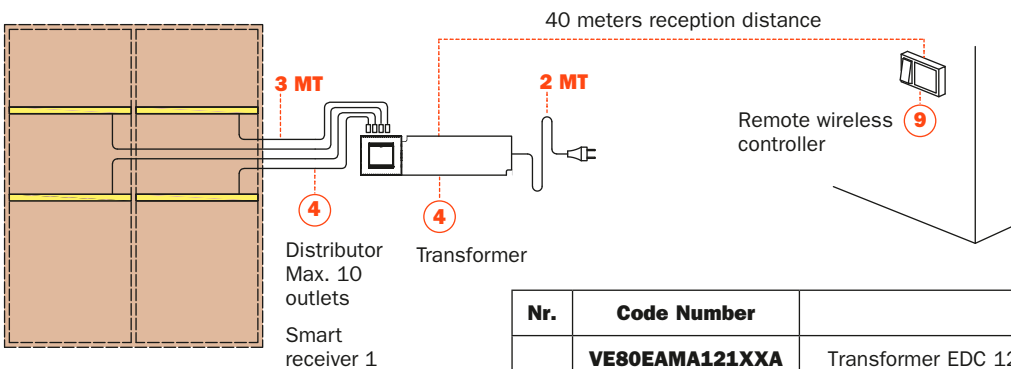 40 meters reception distance
3 MT
2 MT
Remote wireless
controller
9
4
4
Distributor
Max. 10
outlets
Transformer
Smart
receiver 1
Nr.
Code Number
VE80EAMA121XXA
Transformer EDC 12